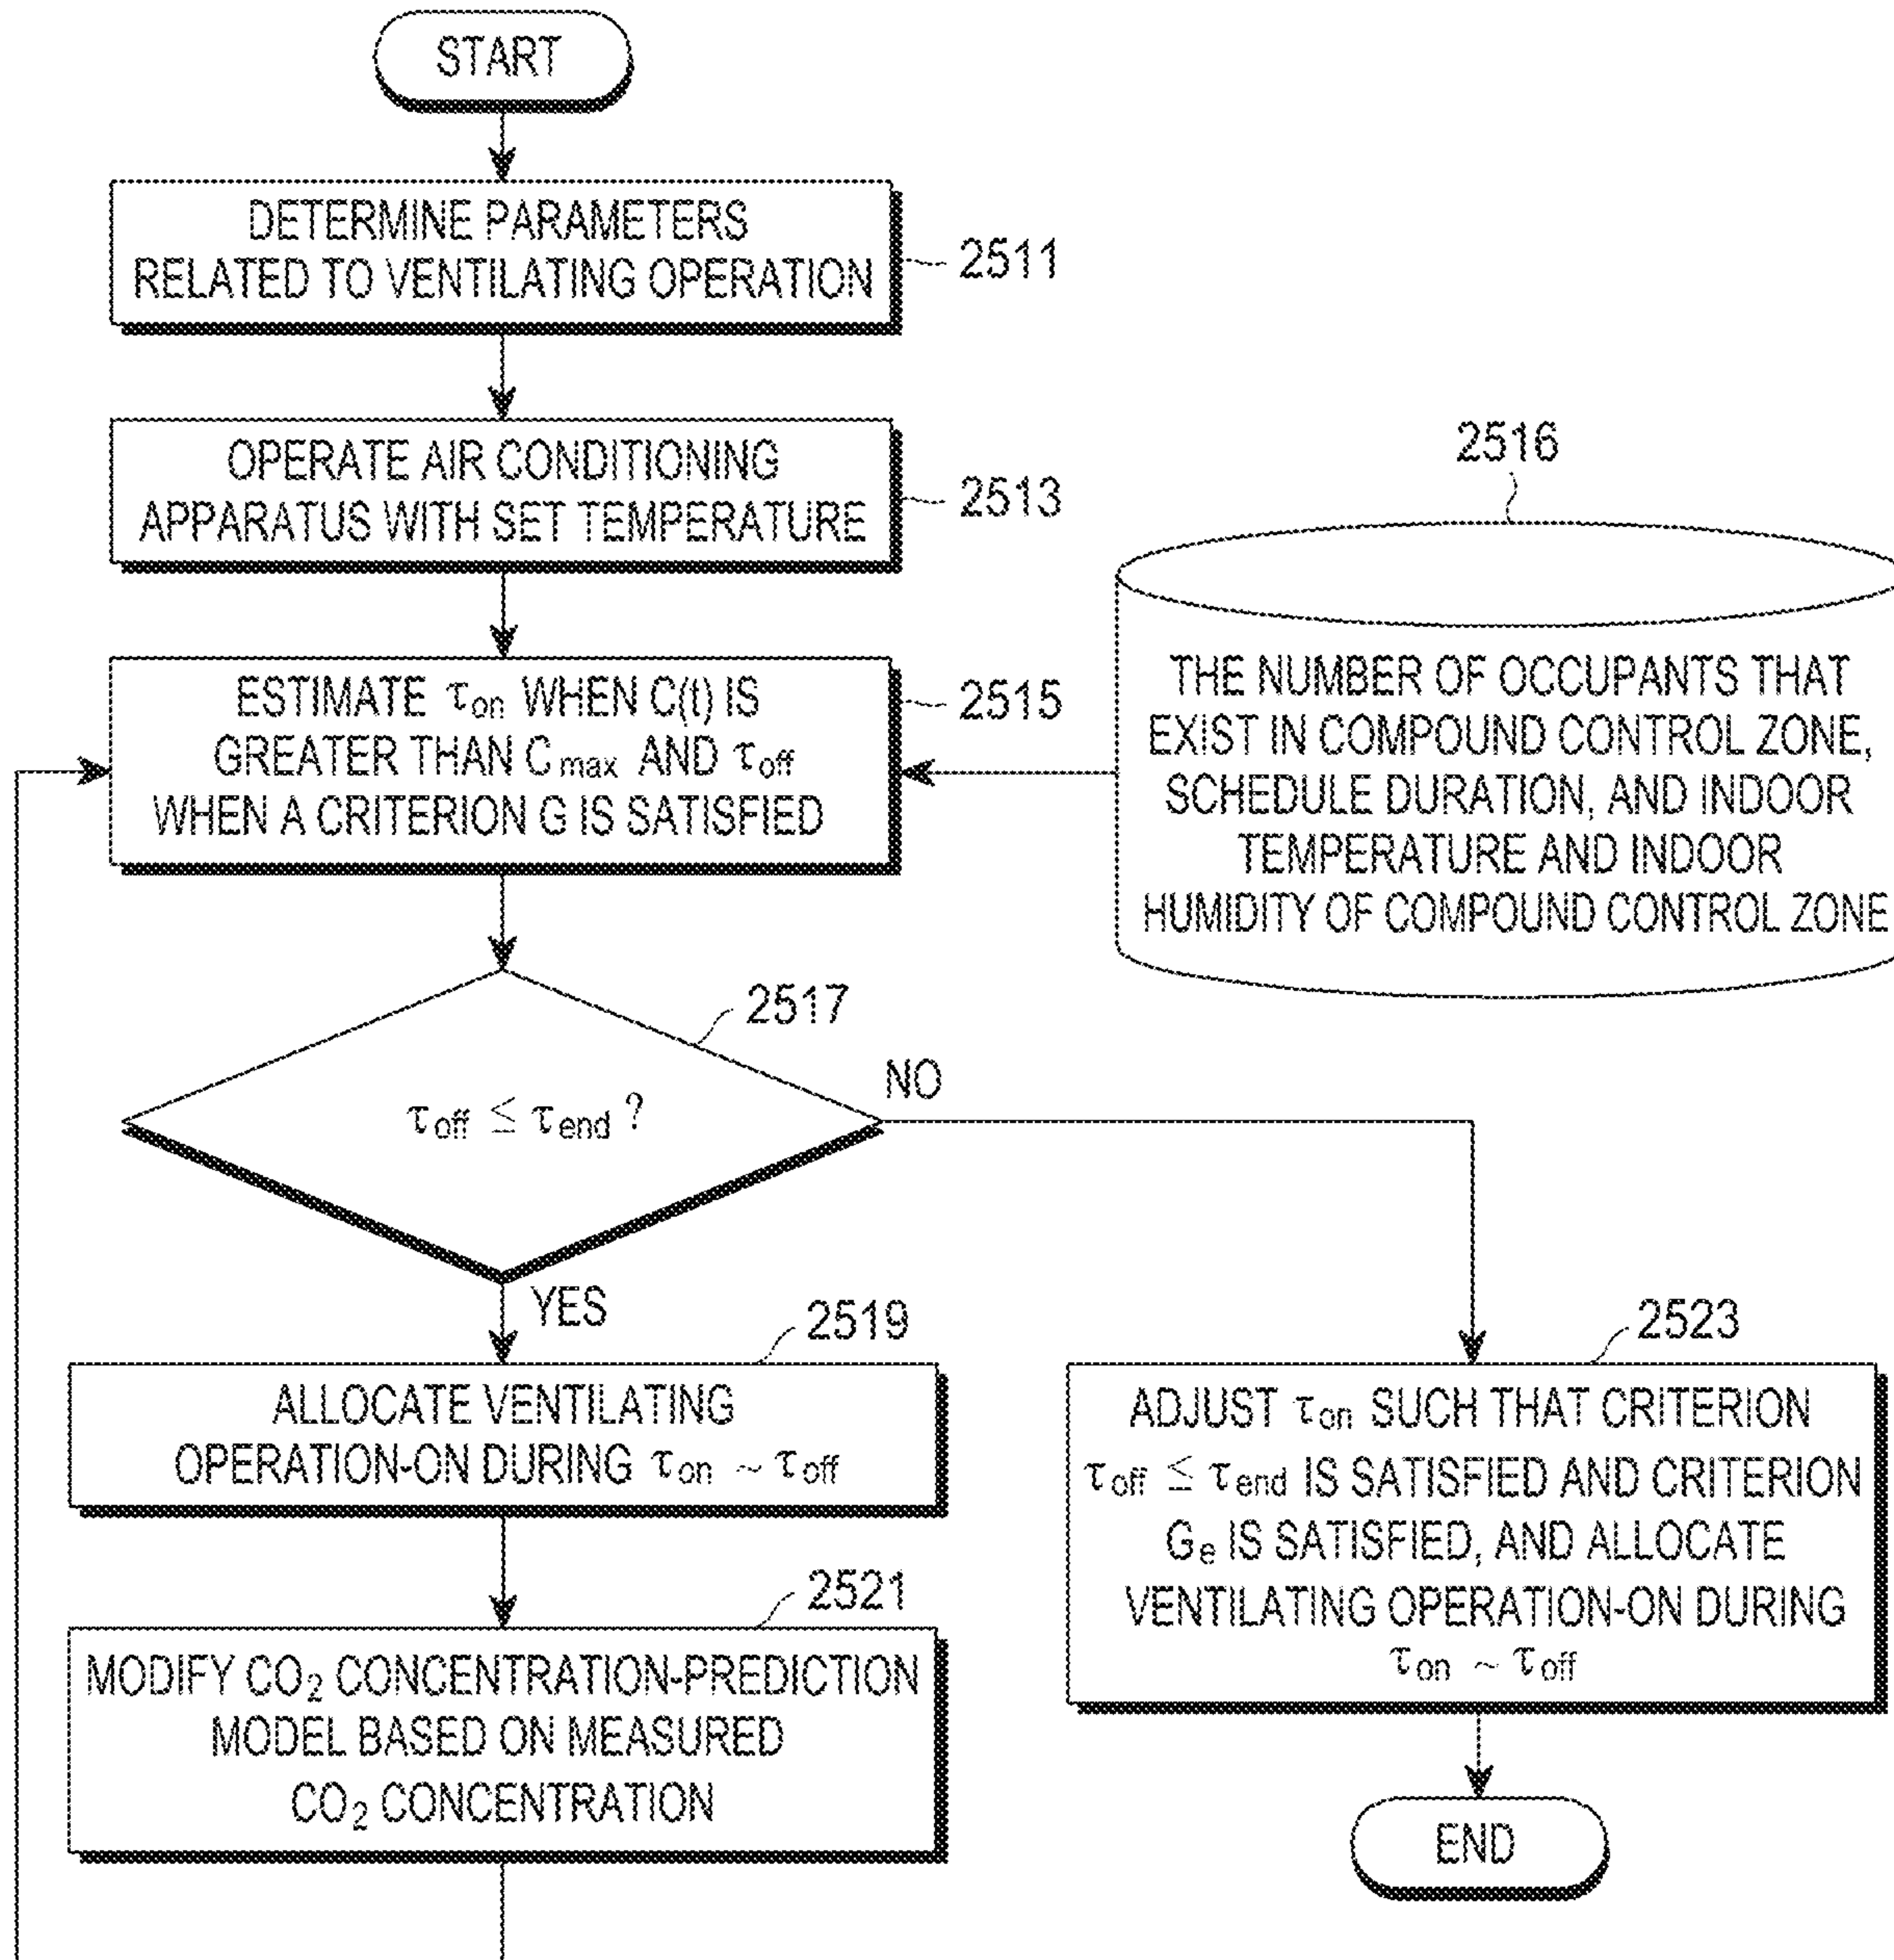 START
DETERMINE PARAMETERS
RELATED TO VENTILATING OPERATION
2511
OPERATE AIR CONDITIONING
APPARATUS WITH SET TEMPERATURE
2513
2516
ESTIMATE τon WHEN C(t) IS
GREATER THAN Cmax AND τoff
WHEN A CRITERION G IS SATISFIED
2515
THE NUMBER OF OCCUPANTS THAT
EXIST IN COMPOUND CONTROL ZONE,
SCHEDULE DURATION, AND INDOOR
TEMPERATURE AND INDOOR
HUMIDITY OF COMPOUND CONTROL ZONE
2517
τoff ≤ τend ?
NO
YES
2519
ALLOCATE VENTILATING
OPERATION-ON DURING τon ~ τoff
2521
MODIFY CO₂ CONCENTRATION-PREDICTION
MODEL BASED ON MEASURED
CO₂ CONCENTRATION
2523
ADJUST τon SUCH THAT CRITERION
τoff ≤ τend IS SATISFIED AND CRITERION
Ge IS SATISFIED, AND ALLOCATE
VENTILATING OPERATION-ON DURING
τon ~ τoff
END